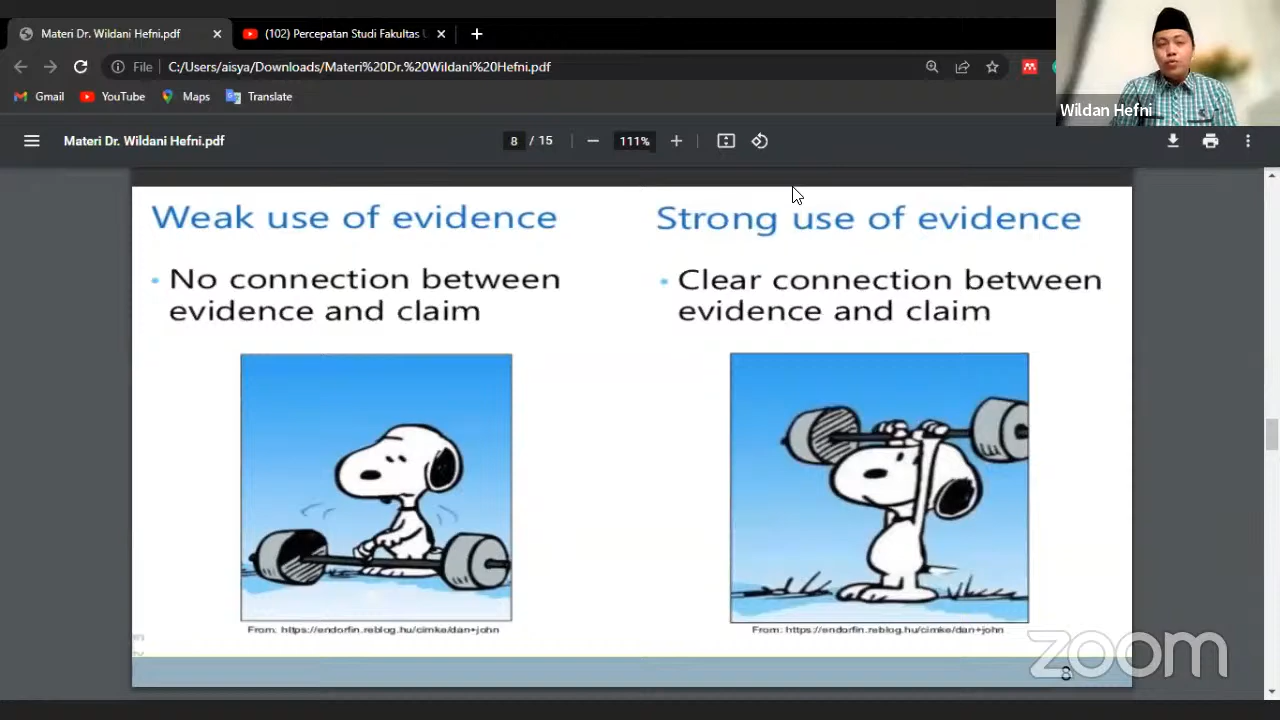 Materi Dr. Wildani Hefni.pdf
(102) Percepatan Studi Fakultas
File C:/Users/aisya/Downloads/Materi%20Dr.%20Wildani%20Hefni.pdf
Gmail YouTube Maps Translate
Wildan Hefni
Materi Dr. Wildani Hefni.pdf 8 / 15 111%
Weak use of evidence
No connection between
evidence and claim
From: https://endorfin.reblog.hu/cimke/dan+john
Strong use of evidence
Clear connection between
evidence and claim
From: https://endorfin.reblog.hu/cimke/dan+john
8
zoom